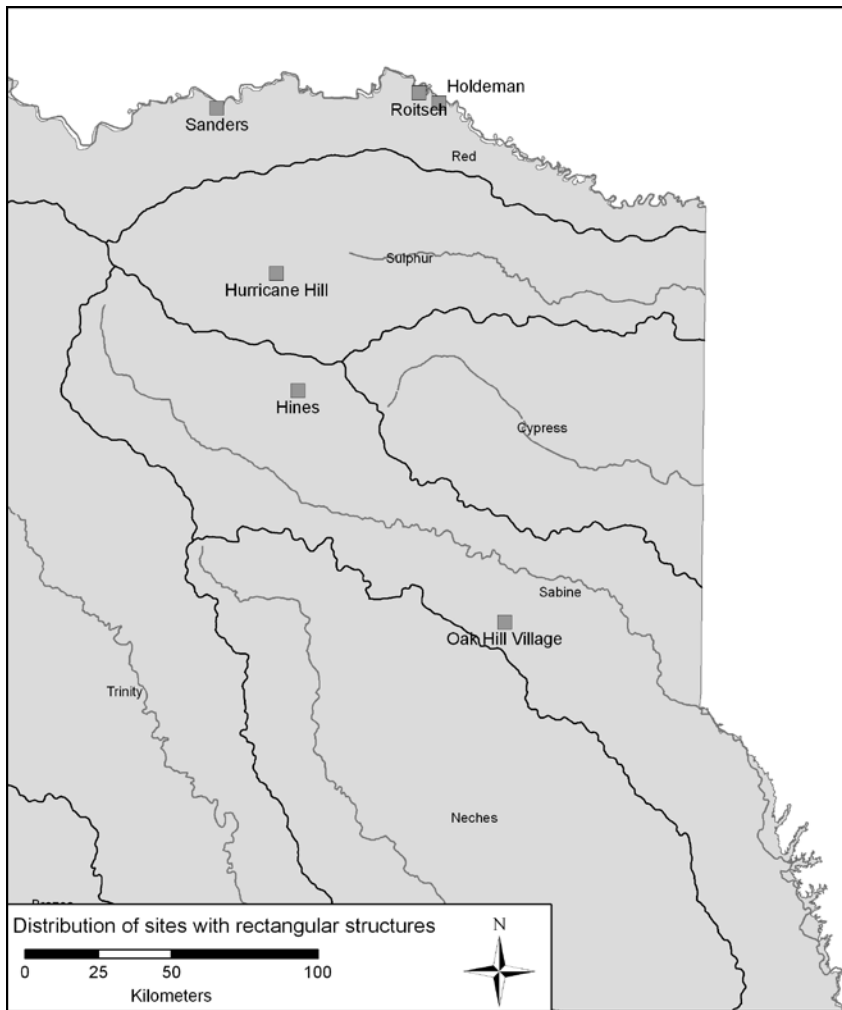 Holdeman
Roitsch
Sanders
Red
Sulphur
Hurricane Hill
Hines
Cypress
Sabine
Oak Hill Village
Trinity
Neches
Distribution of sites with rectangular structures
N
0 25 50 100
Kilometers